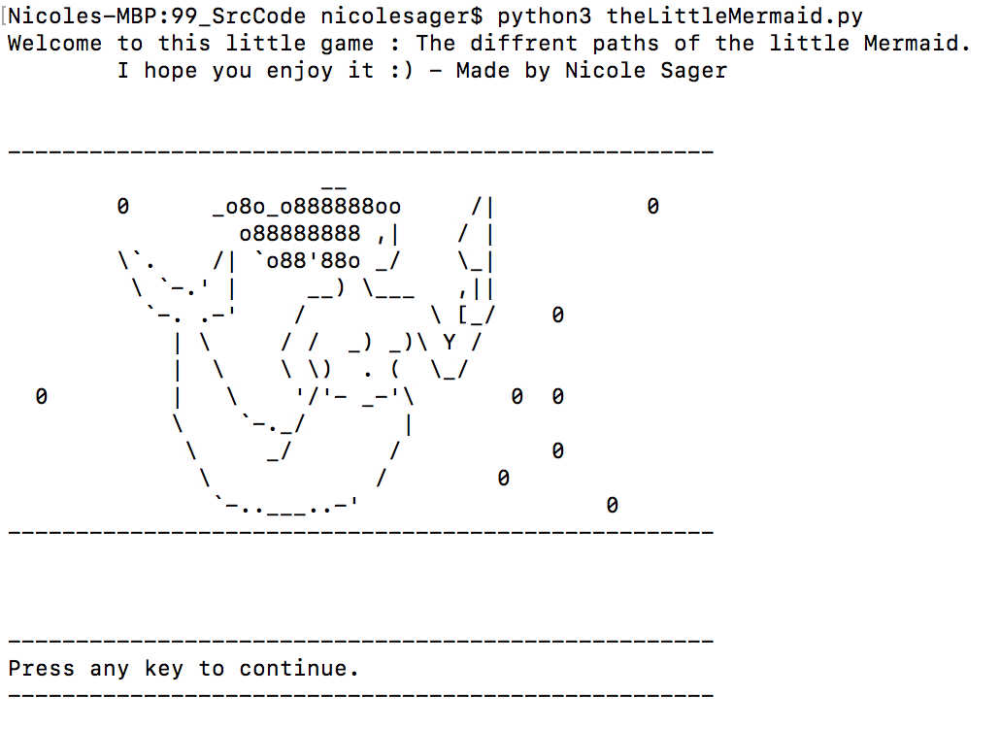 [Nicoles-MBP:99_SrcCode nicolesager$ python3 theLittleMermaid.py
Welcome to this little game : The diffrent paths of the little Mermaid.
        I hope you enjoy it :) - Made by Nicole Sager
----------------------------------------------------
                       __
        0      _o8o_o888888oo     /|           0
                 o88888888 ,|    / |
        \`.    /| `o88'88o _/    \_|
         \ `-.' |     __) \___   ,||
          `-. .-'    /         \ [_/    0
            | \     / /  _) _)\ Y /
            |  \    \ \)  . (  \_/
  0         |   \    '/'- _-'\       0  0
            \    `-._/       |
             \     _/       /           0
              \            /        0
               `-..___..-'                  0
----------------------------------------------------
----------------------------------------------------
Press any key to continue.
----------------------------------------------------